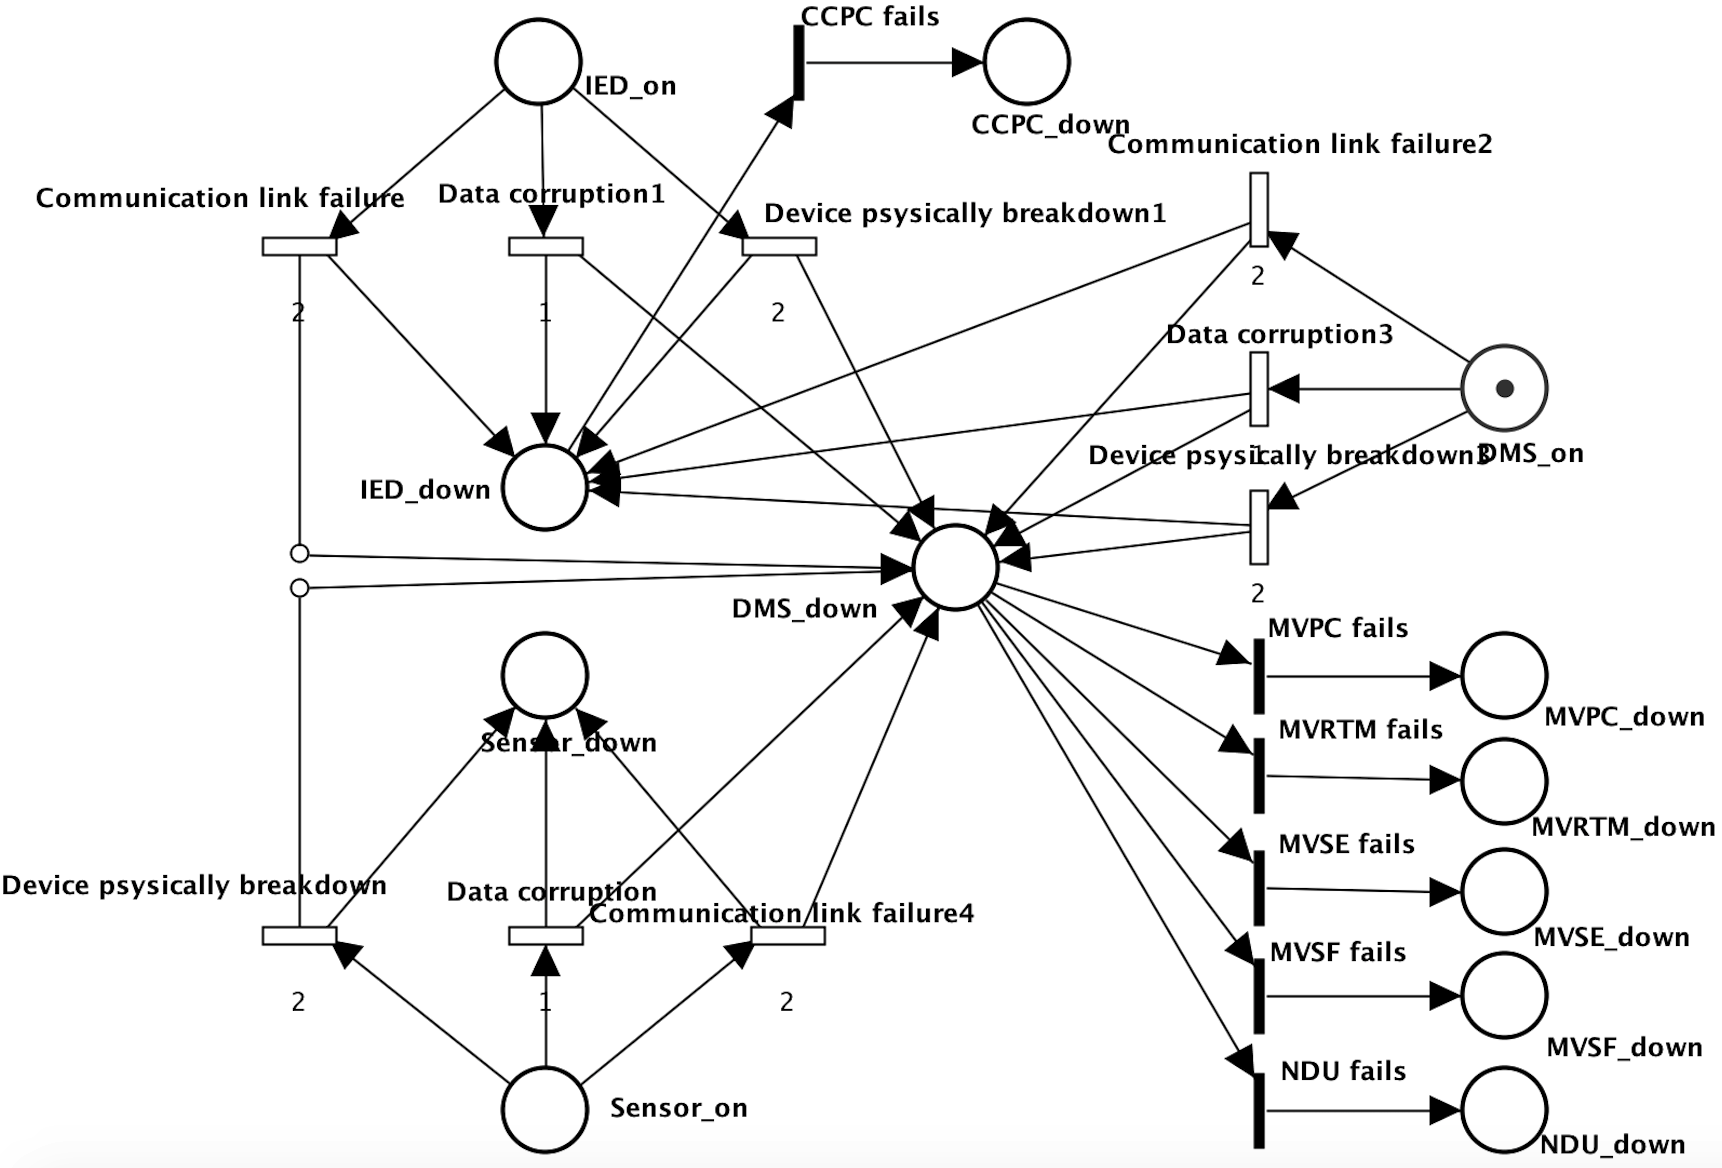 CCPC fails
IED_on
CCPC_down
Communication link failure2
Communication link failure
Data corruption1
Device psysically breakdown1
2
2
1
2
Data corruption3
DMS_on
Device psysically breakdown3
1
IED_down
2
DMS_down
MVPC fails
MVPC_down
MVRTM fails
Sensor_down
MVRTM_down
MVSE fails
Device psysically breakdown
Data corruption
Communication link failure4
MVSE_down
MVSF fails
2
1
2
MVSF_down
NDU fails
Sensor_on
NDU_down